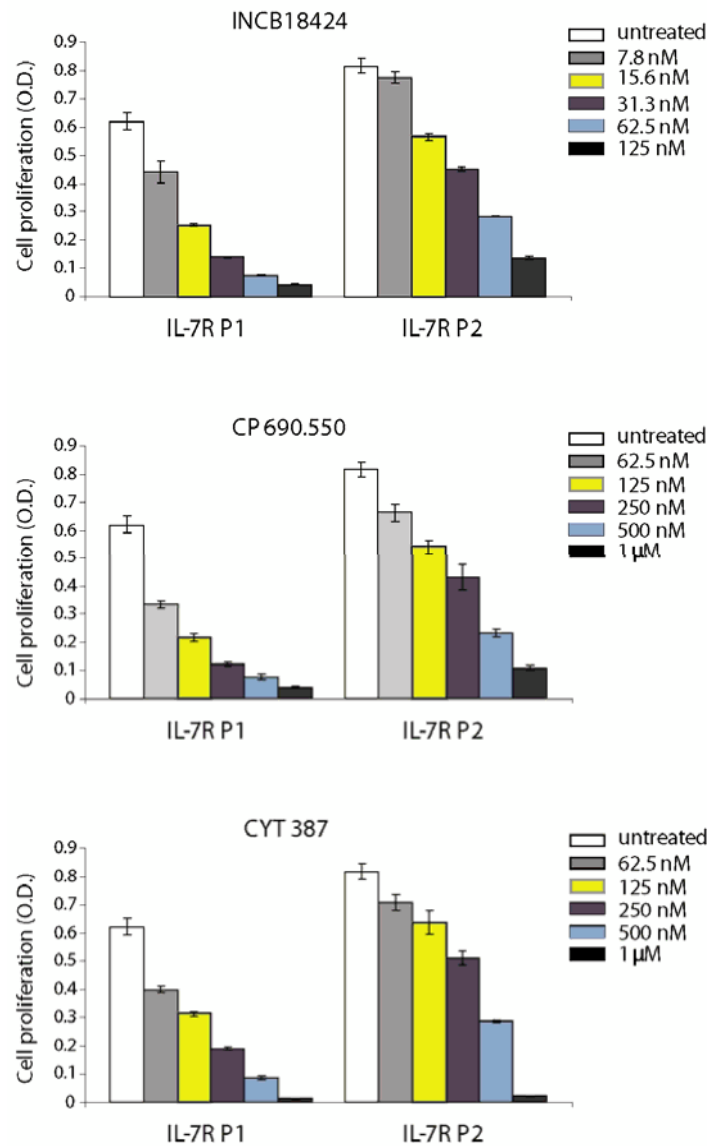 INCB18424
Cell proliferation (O.D.)
0.9
0.8
0.7
0.6
0.5
0.4
0.3
0.2
0.1
0
IL-7R P1
IL-7R P2
untreated
7.8 nM
15.6 nM
31.3 nM
62.5 nM
125 nM
CP 690.550
Cell proliferation (O.D.)
0.9
0.8
0.7
0.6
0.5
0.4
0.3
0.2
0.1
0
IL-7R P1
IL-7R P2
untreated
62.5 nM
125 nM
250 nM
500 nM
1 µM
CYT 387
Cell proliferation (O.D.)
0.9
0.8
0.7
0.6
0.5
0.4
0.3
0.2
0.1
0
IL-7R P1
IL-7R P2
untreated
62.5 nM
125 nM
250 nM
500 nM
1 µM